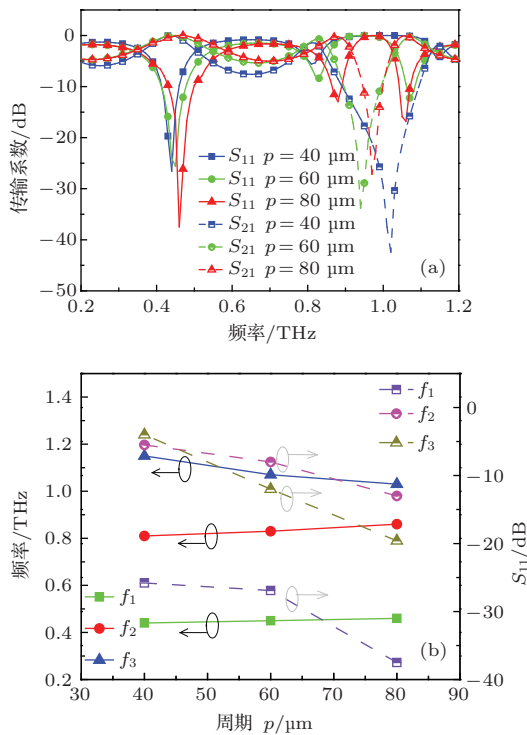 0
−10
−20
−30
−40
−50
传输系数/dB
S₁₁ p = 40 µm
S₁₁ p = 60 µm
S₁₁ p = 80 µm
S₂₁ p = 40 µm
S₂₁ p = 60 µm
S₂₁ p = 80 µm
(a)
0.2 0.4 0.6 0.8 1.0 1.2
频率/THz
1.4
1.2
1.0
0.8
0.6
0.4
0.2
频率/THz
f₁
f₂
f₃
f₁
f₂
f₃
(b)
0
−10
−20
−30
−40
S₁₁/dB
30 40 50 60 70 80 90
周期 p/µm